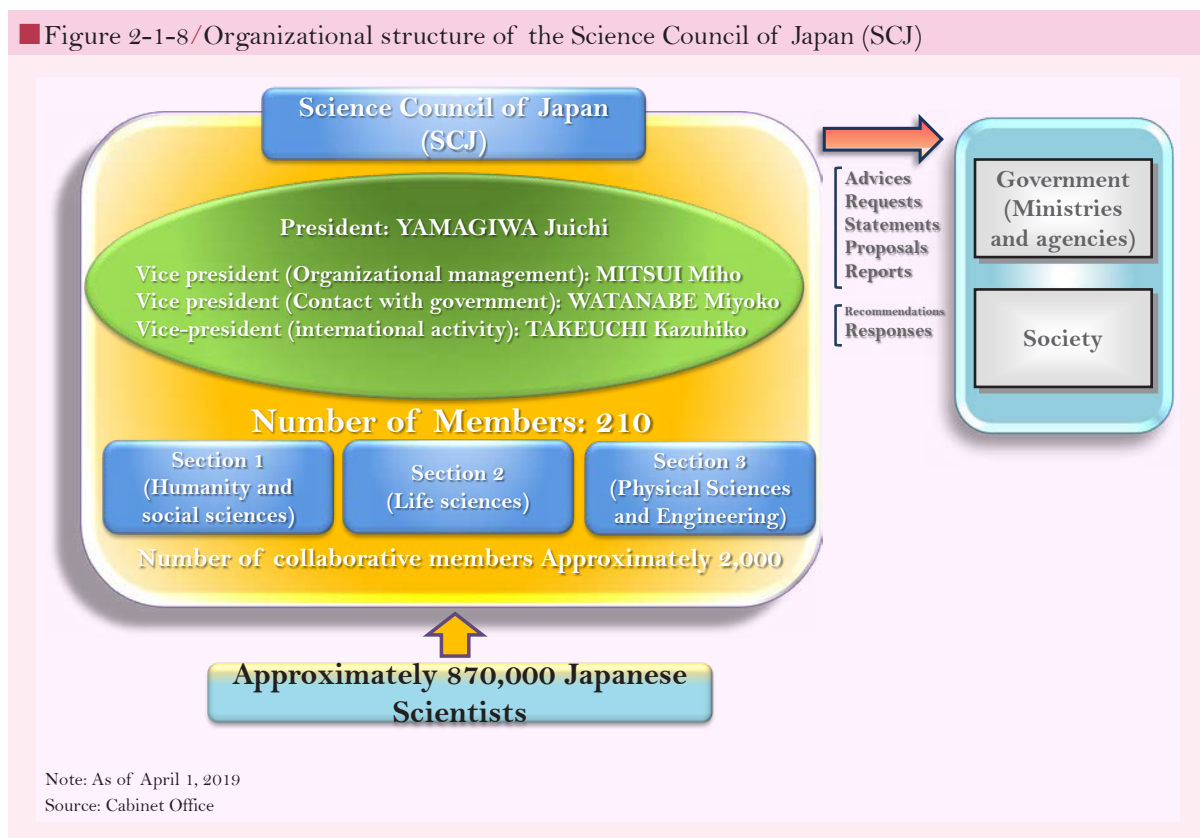 Figure 2-1-8/Organizational structure of the Science Council of Japan (SCJ)
Science Council of Japan
(SCJ)
President: YAMAGIWA Juichi
Vice president (Organizational management): MITSUI Miho
Vice president (Contact with government): WATANABE Miyoko
Vice-president (international activity): TAKEUCHI Kazuhiko
Number of Members: 210
Section 1
(Humanity and
social sciences)
Section 2
(Life sciences)
Section 3
(Physical Sciences
and Engineering)
Number of collaborative members Approximately 2,000
Approximately 870,000 Japanese
Scientists
Advices
Requests
Statements
Proposals
Reports
Recommendations
Responses
Government
(Ministries
and agencies)
Society
Note: As of April 1, 2019
Source: Cabinet Office